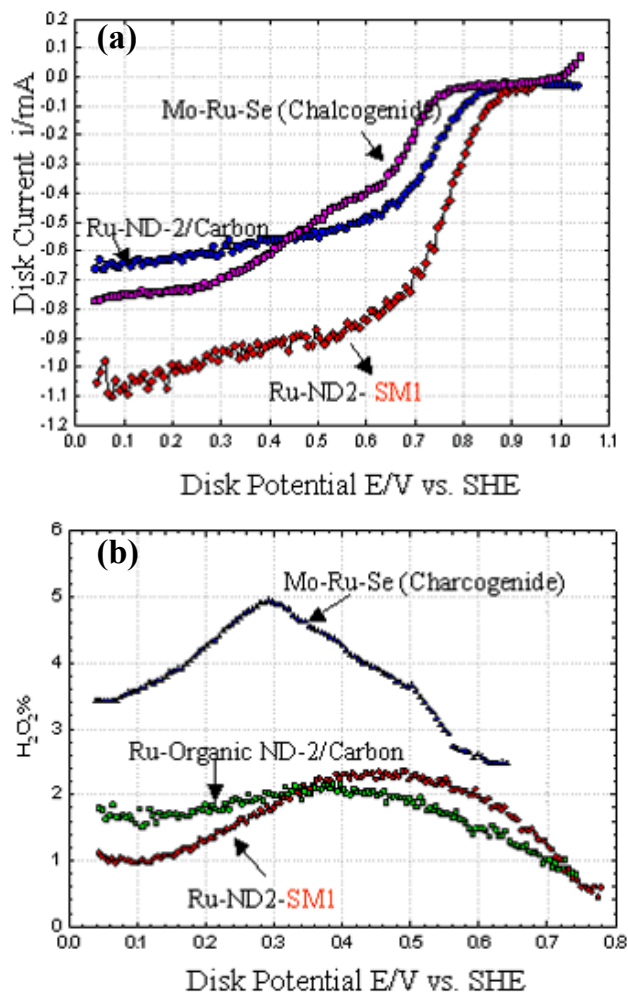 (a)
0.2
0.1
0.0
-0.1
-0.2
-0.3
-0.4
-0.5
-0.6
-0.7
-0.8
-0.9
-1.0
-1.1
-1.2
Disk Current i/mA
Mo-Ru-Se (Chalcogenide)
Ru-ND-2/Carbon
Ru-ND2- SM1
0.0 0.1 0.2 0.3 0.4 0.5 0.6 0.7 0.8 0.9 1.0 1.1
Disk Potential E/V vs. SHE
(b)
6
5
4
3
2
1
0
H₂O₂%
Mo-Ru-Se (Charcogenide)
Ru-Organic ND-2/Carbon
Ru-ND2-SM1
0.0 0.1 0.2 0.3 0.4 0.5 0.6 0.7 0.8
Disk Potential E/V vs. SHE